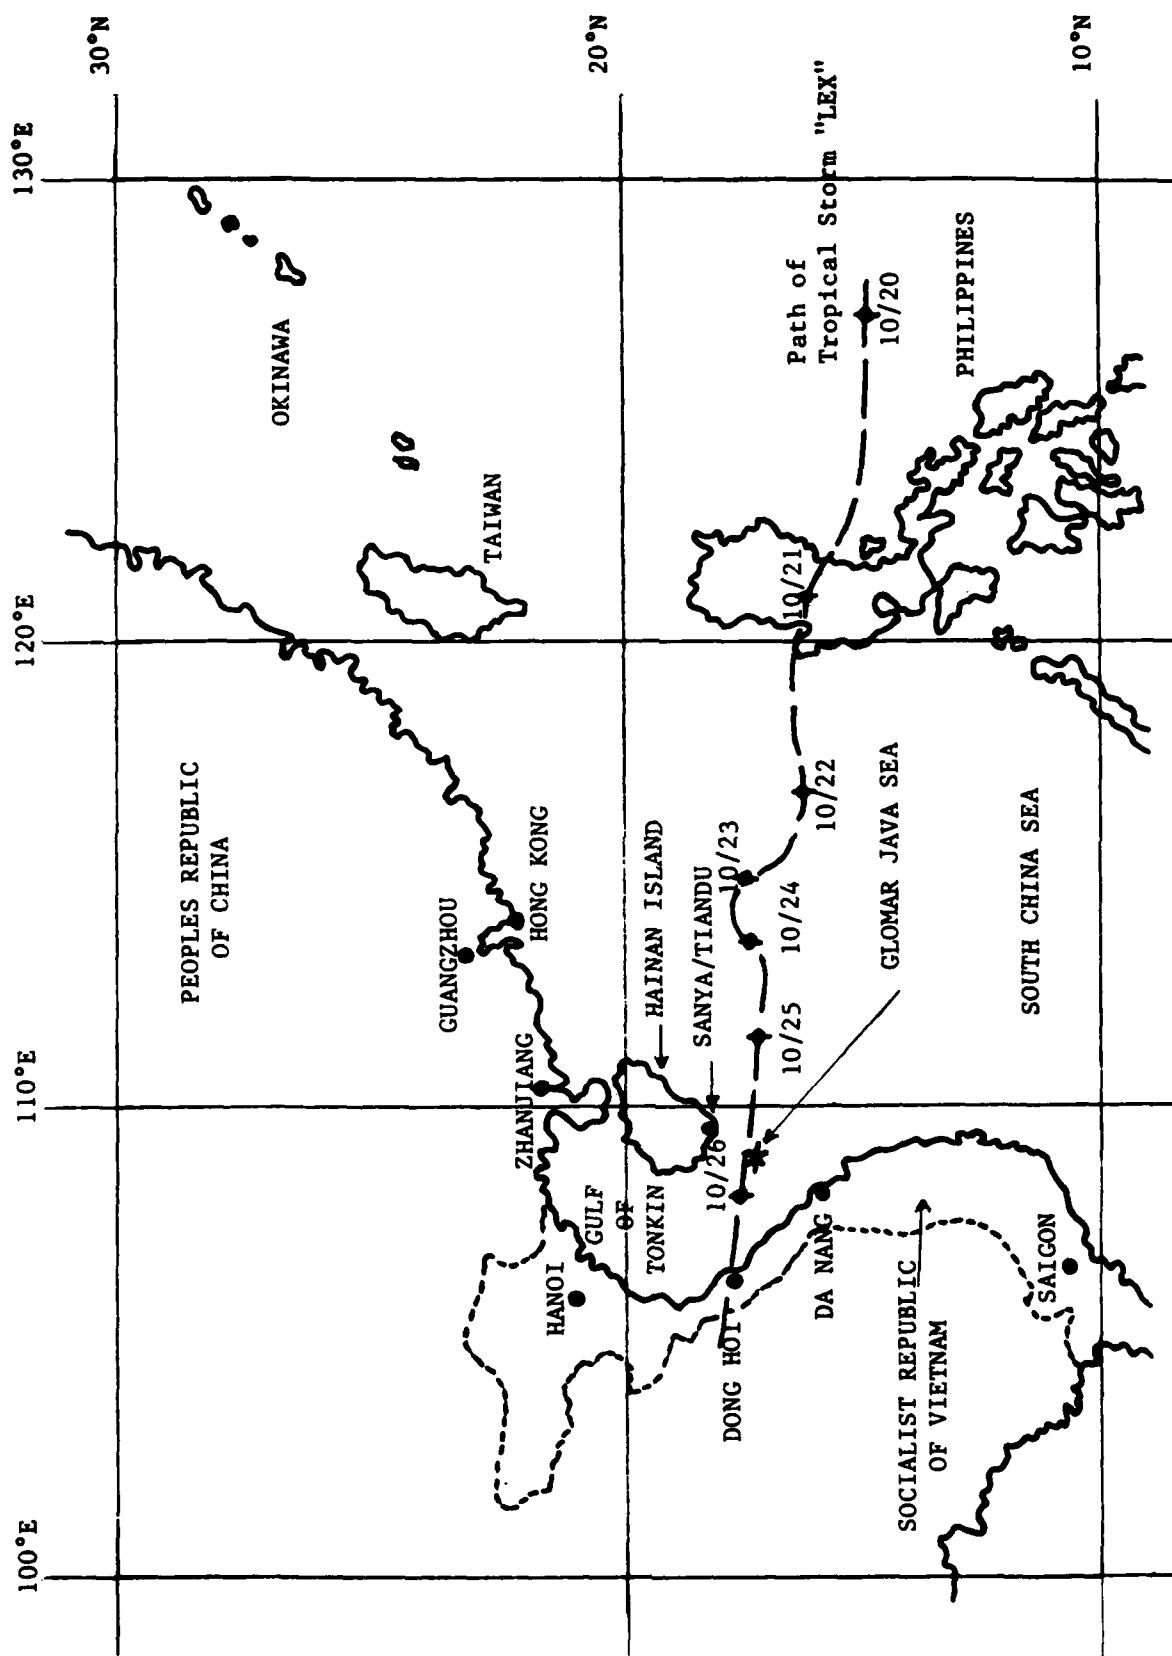 100°E
110°E
120°E
130°E
30°N
20°N
10°N
PEOPLES REPUBLIC
OF CHINA
OKINAWA
TAIWAN
GUANGZHOU
HONG KONG
ZHANJIANG
HANOI
GULF
OF
TONKIN
HAINAN ISLAND
SANYA/TIANDU
DONG HOI
DA NANG
SOCIALIST REPUBLIC
OF VIETNAM
SAIGON
GLOMAR JAVA SEA
SOUTH CHINA SEA
PHILIPPINES
Path of
Tropical Storm "LEX"
10/26
10/25
10/24
10/23
10/22
10/21
10/20